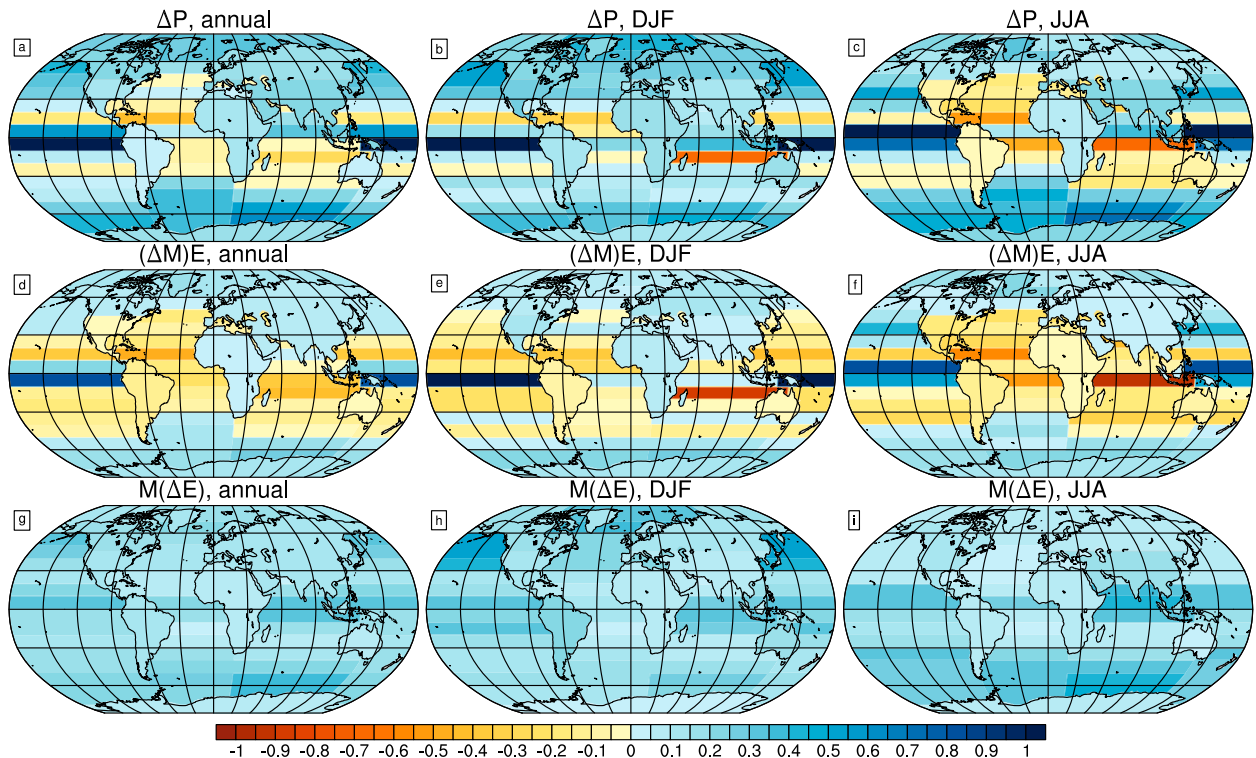 ΔP, annual
ΔP, DJF
ΔP, JJA
a
b
c
(ΔM)E, annual
(ΔM)E, DJF
(ΔM)E, JJA
d
e
f
M(ΔE), annual
M(ΔE), DJF
M(ΔE), JJA
g
h
i
-1 -0.9 -0.8 -0.7 -0.6 -0.5 -0.4 -0.3 -0.2 -0.1 0 0.1 0.2 0.3 0.4 0.5 0.6 0.7 0.8 0.9 1